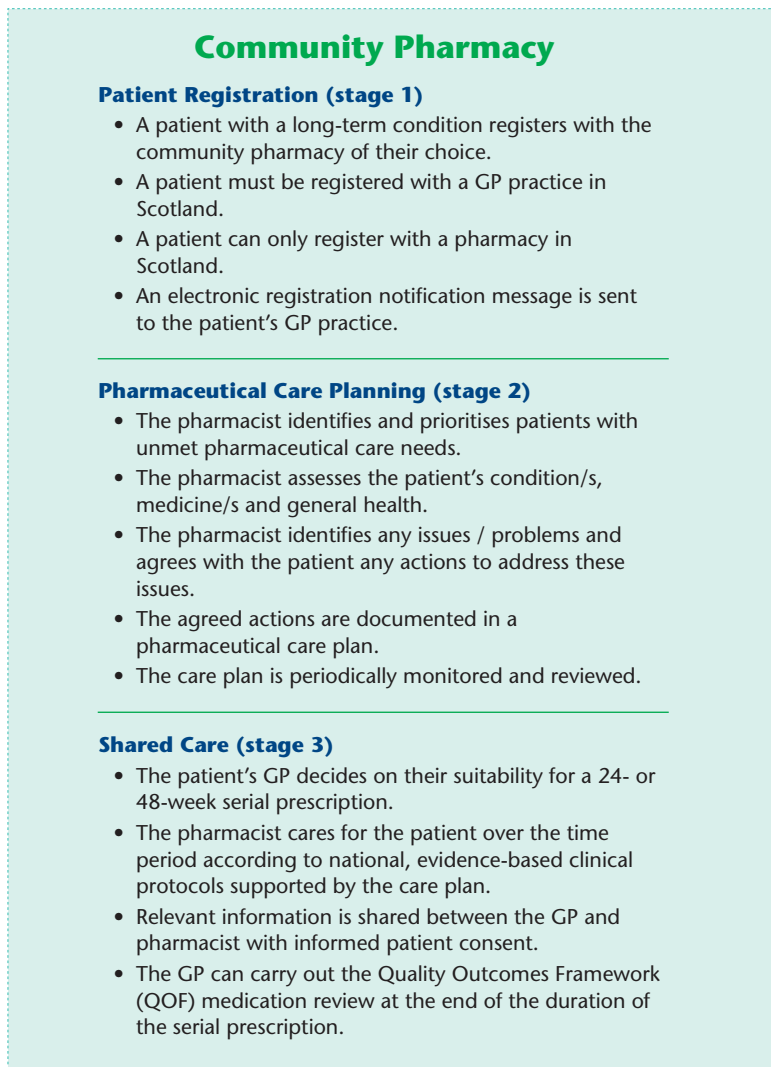 Community Pharmacy
Patient Registration (stage 1)
• A patient with a long-term condition registers with the
community pharmacy of their choice.
• A patient must be registered with a GP practice in
Scotland.
• A patient can only register with a pharmacy in
Scotland.
• An electronic registration notification message is sent
to the patient’s GP practice.
Pharmaceutical Care Planning (stage 2)
• The pharmacist identifies and prioritises patients with
unmet pharmaceutical care needs.
• The pharmacist assesses the patient’s condition/s,
medicine/s and general health.
• The pharmacist identifies any issues / problems and
agrees with the patient any actions to address these
issues.
• The agreed actions are documented in a
pharmaceutical care plan.
• The care plan is periodically monitored and reviewed.
Shared Care (stage 3)
• The patient’s GP decides on their suitability for a 24- or
48-week serial prescription.
• The pharmacist cares for the patient over the time
period according to national, evidence-based clinical
protocols supported by the care plan.
• Relevant information is shared between the GP and
pharmacist with informed patient consent.
• The GP can carry out the Quality Outcomes Framework
(QOF) medication review at the end of the duration of
the serial prescription.